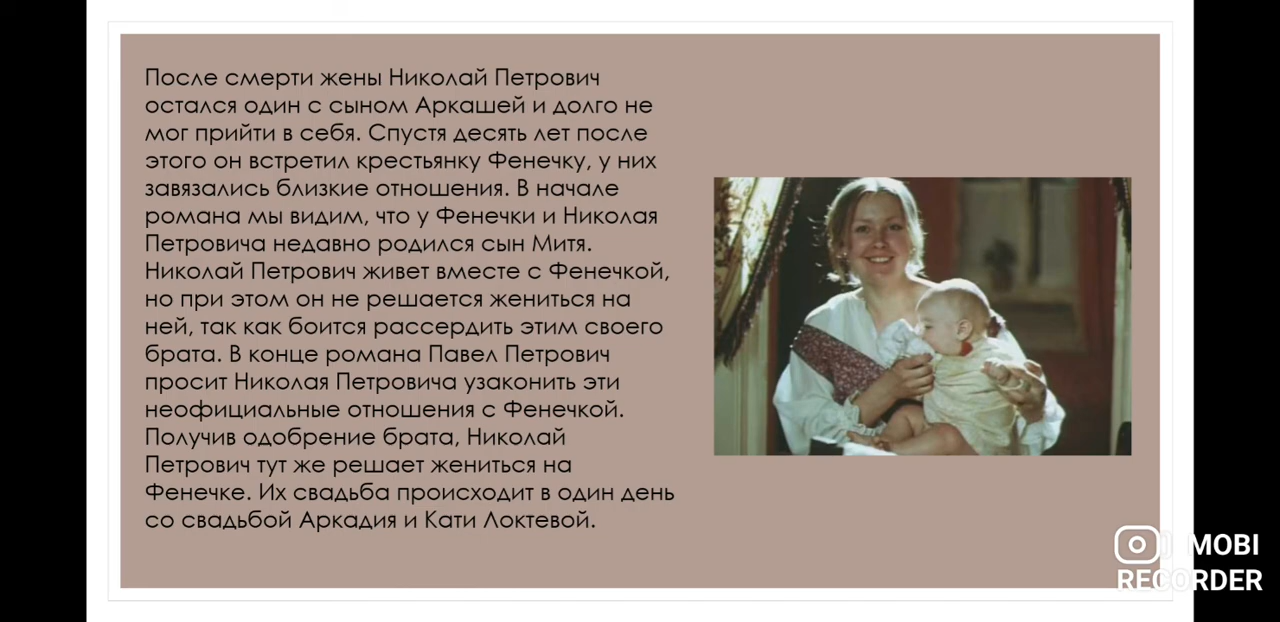 После смерти жены Николай Петрович
остался один с сыном Аркашей и долго не
мог прийти в себя. Спустя десять лет после
этого он встретил крестьянку Фенечку, у них
завязались близкие отношения. В начале
романа мы видим, что у Фенечки и Николая
Петровича недавно родился сын Митя.
Николай Петрович живет вместе с Фенечкой,
но при этом он не решается жениться на
ней, так как боится рассердить этим своего
брата. В конце романа Павел Петрович
просит Николая Петровича узаконить эти
неофициальные отношения с Фенечкой.
Получив одобрение брата, Николай
Петрович тут же решает жениться на
Фенечке. Их свадьба происходит в один день
со свадьбой Аркадия и Кати Локтевой.
MOBI
RECORDER